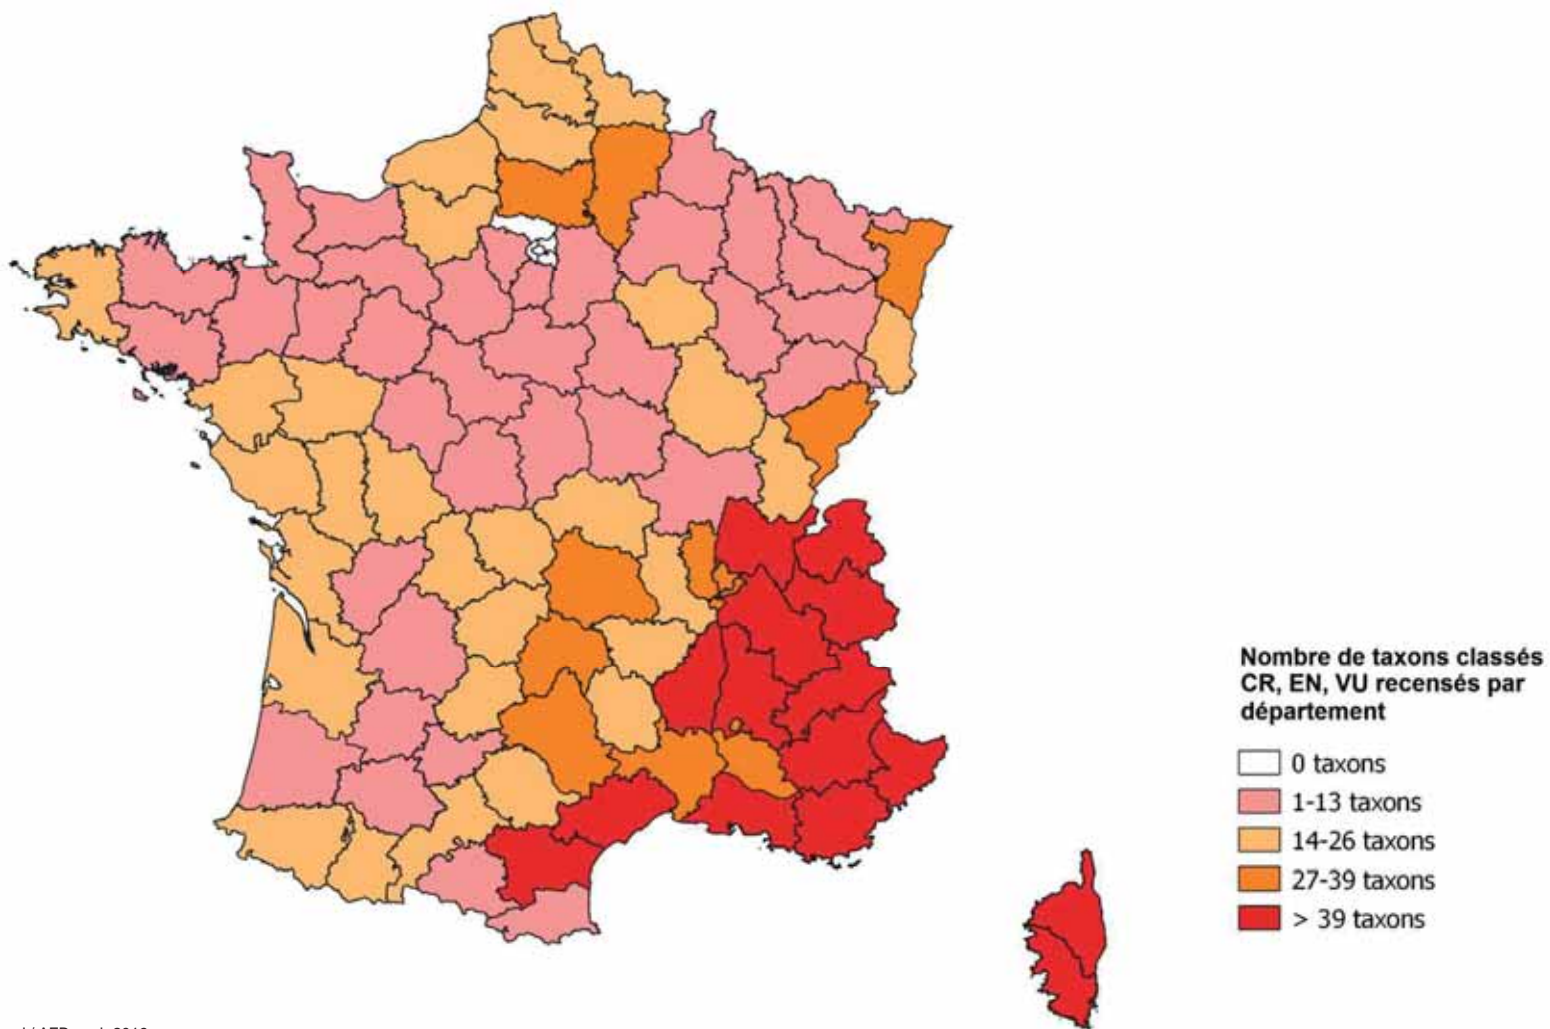 Nombre de taxons classés
CR, EN, VU recensés par
département
0 taxons
1-13 taxons
14-26 taxons
27-39 taxons
> 39 taxons